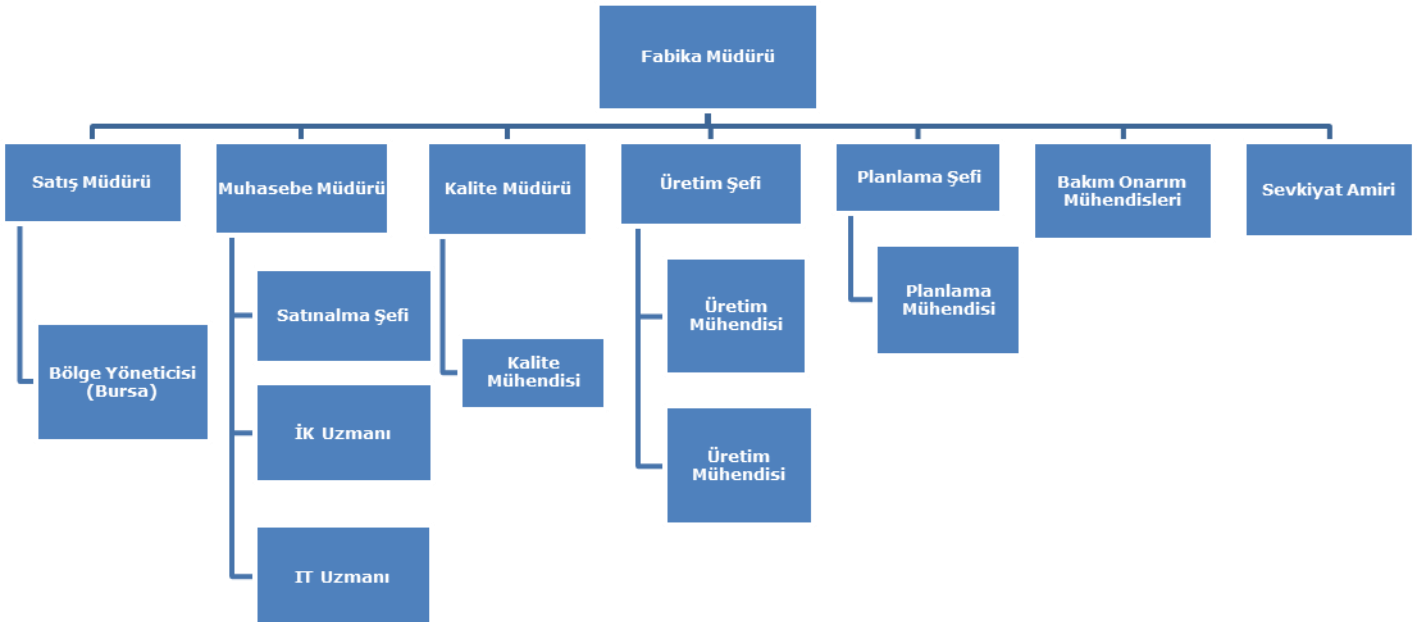 Fabika Müdürü
Satış Müdürü
Muhasebe Müdürü
Kalite Müdürü
Üretim Şefi
Planlama Şefi
Bakım Onarım
Mühendisleri
Sevkiyat Amiri
Bölge Yöneticisi
(Bursa)
Satınalma Şefi
İK Uzmanı
IT Uzmanı
Kalite
Mühendisi
Üretim
Mühendisi
Üretim
Mühendisi
Planlama
Mühendisi